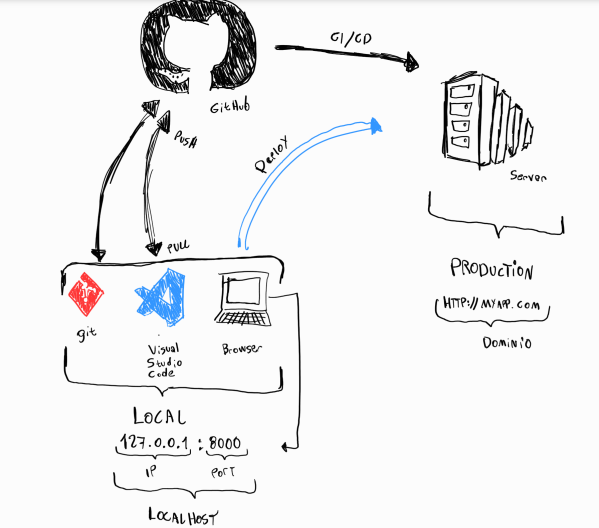 CI/CD
GitHub
PUSH
Deploy
Server
PULL
PRODUCTION
HTTP://MYAPP.COM
DOMINIO
git
Visual
Studio
Code
Browser
LOCAL
127.0.0.1 : 8000
IP PORT
LOCALHOST